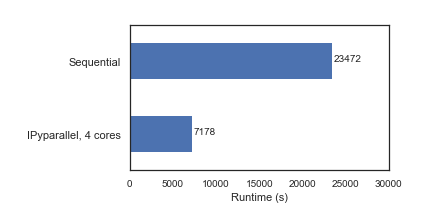 Sequential
23472
IPyparallel, 4 cores
7178
0 5000 10000 15000 20000 25000 30000
Runtime (s)